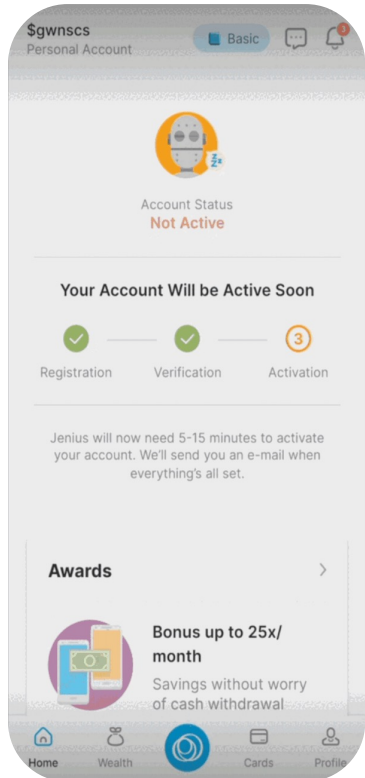 $gwnscs
Personal Account
Basic
3
Account Status
Not Active
Your Account Will be Active Soon
3
Registration
Verification
Activation
Jenius will now need 5-15 minutes to activate
your account. We'll send you an e-mail when
everything's all set.
Awards
Bonus up to 25x/
month
Savings without worry
of cash withdrawal
Home
Wealth
Cards
Profile